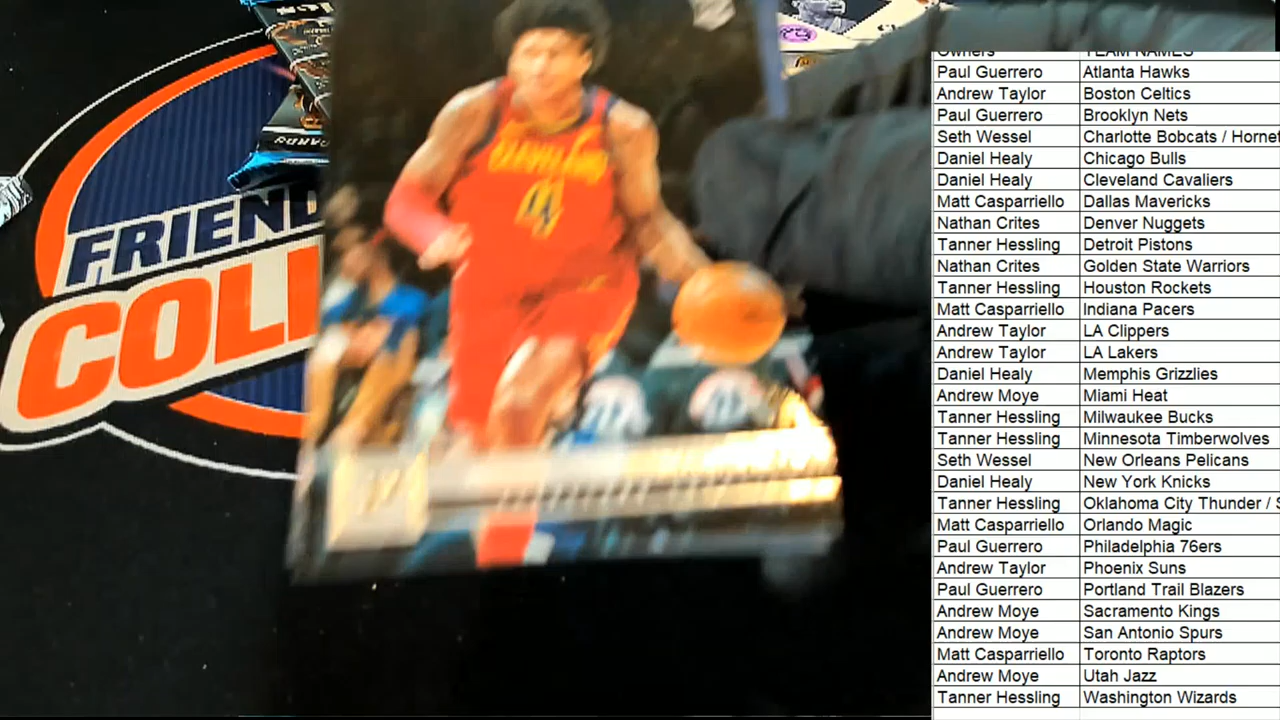 FRIEND
COLL
CLEVELAND
4
Owners TEAM NAMES
Paul Guerrero Atlanta Hawks
Andrew Taylor Boston Celtics
Paul Guerrero Brooklyn Nets
Seth Wessel Charlotte Bobcats / Horne
Daniel Healy Chicago Bulls
Daniel Healy Cleveland Cavaliers
Matt Casparriello Dallas Mavericks
Nathan Crites Denver Nuggets
Tanner Hessling Detroit Pistons
Nathan Crites Golden State Warriors
Tanner Hessling Houston Rockets
Matt Casparriello Indiana Pacers
Andrew Taylor LA Clippers
Andrew Taylor LA Lakers
Daniel Healy Memphis Grizzlies
Andrew Moye Miami Heat
Tanner Hessling Milwaukee Bucks
Tanner Hessling Minnesota Timberwolves
Seth Wessel New Orleans Pelicans
Daniel Healy New York Knicks
Tanner Hessling Oklahoma City Thunder / S
Matt Casparriello Orlando Magic
Paul Guerrero Philadelphia 76ers
Andrew Taylor Phoenix Suns
Paul Guerrero Portland Trail Blazers
Andrew Moye Sacramento Kings
Andrew Moye San Antonio Spurs
Matt Casparriello Toronto Raptors
Andrew Moye Utah Jazz
Tanner Hessling Washington Wizards